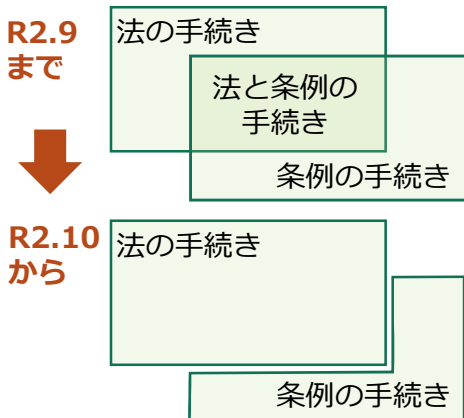 R2.9
まで
法の手続き
法と条例の
手続き
条例の手続き
R2.10
から
法の手続き
条例の手続き